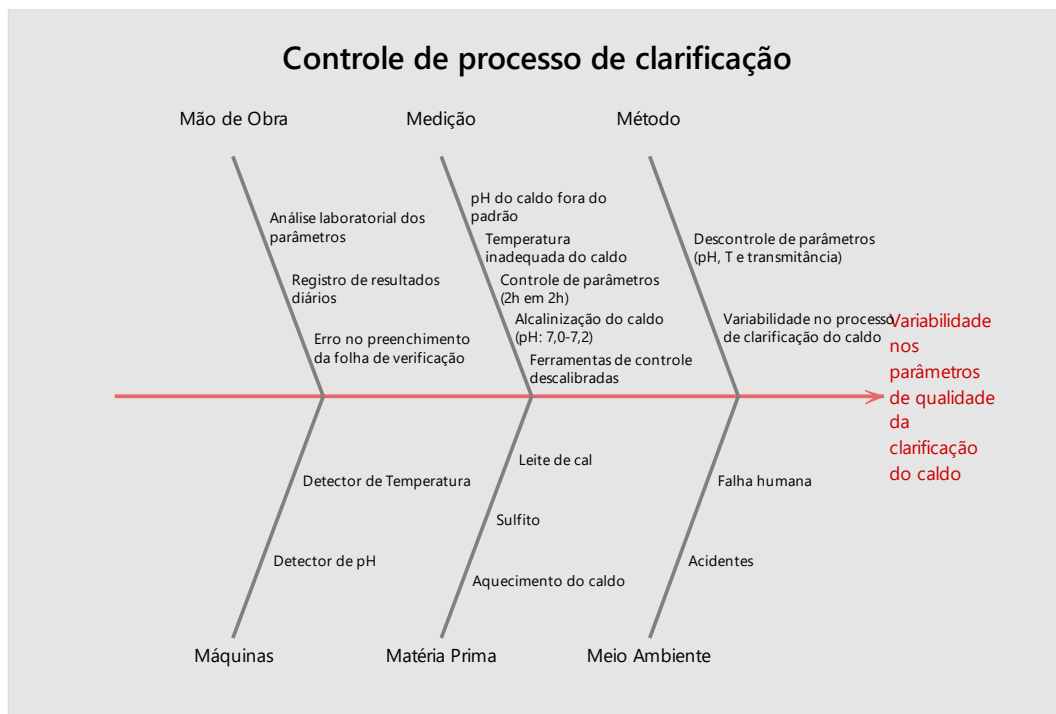 Controle de processo de clarificação
Mão de Obra
Medição
Método
Análise laboratorial dos
parâmetros
Registro de resultados
diários
Erro no preenchimento
da folha de verificação
pH do caldo fora do
padrão
Temperatura
inadequada do caldo
Controle de parâmetros
(2h em 2h)
Alcalinização do caldo
(pH: 7,0-7,2)
Ferramentas de controle
descalibradas
Descontrole de parâmetros
(pH, T e transmitância)
Variabilidade no processo
de clarificação do caldo
Variabilidade
nos
parâmetros
de qualidade
da
clarificação
do caldo
Detector de Temperatura
Detector de pH
Leite de cal
Sulfito
Aquecimento do caldo
Falha humana
Acidentes
Máquinas
Matéria Prima
Meio Ambiente